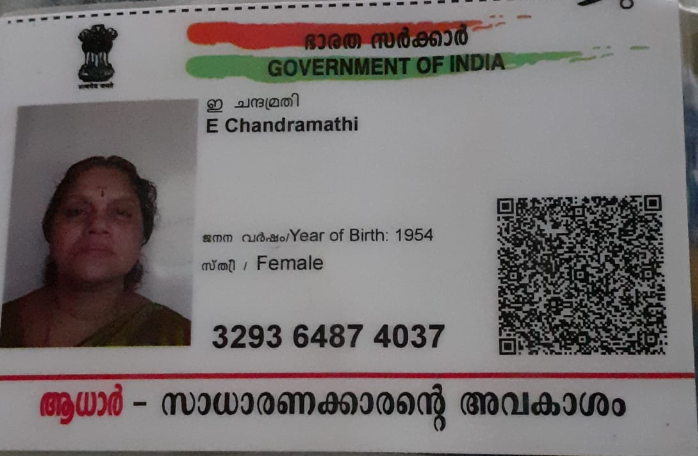 ഭാരത സർക്കാർ
GOVERNMENT OF INDIA
ഇ ചന്ദ്രമതി
E Chandramathi
ജനന വർഷം/Year of Birth: 1954
സ്ത്രീ / Female
3293 6487 4037
ആധാർ - സാധാരണക്കാരന്റെ അവകാശം